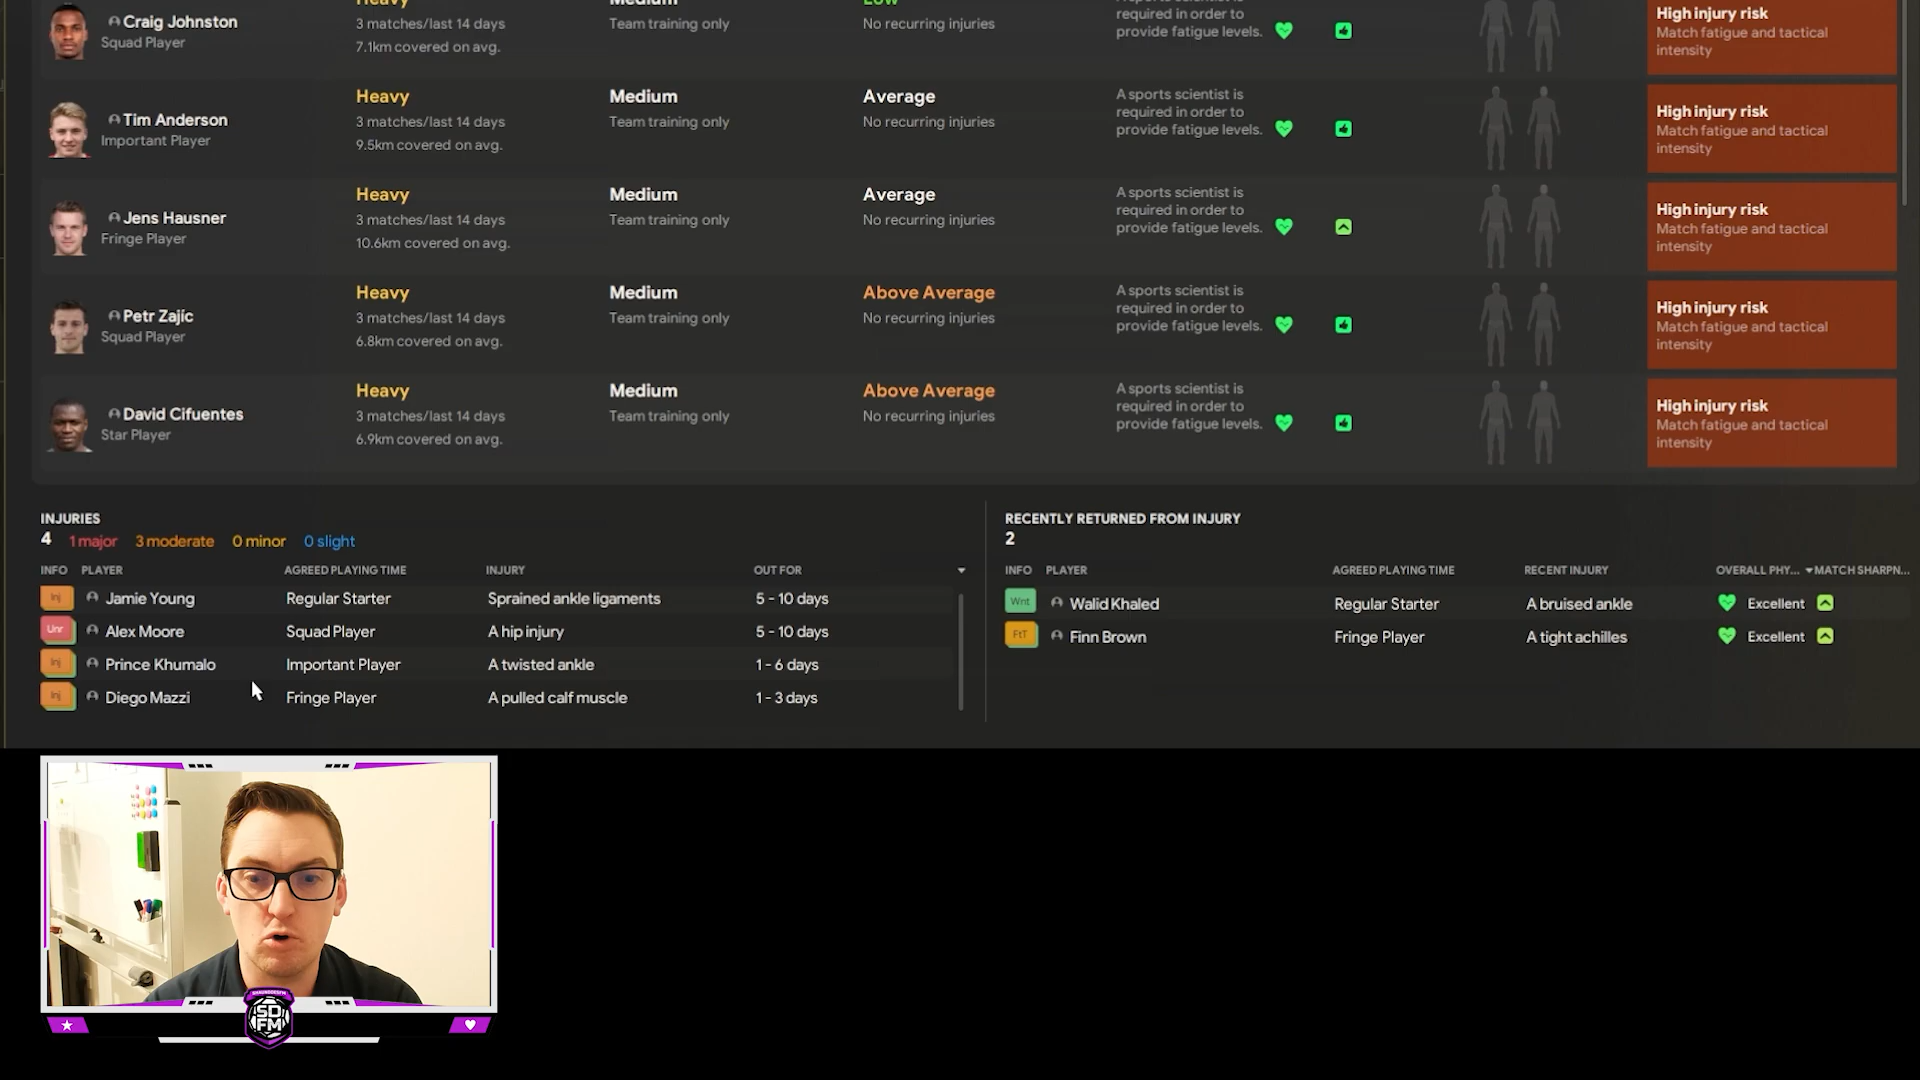 Craig Johnston
Squad Player
Heavy
3 matches/last 14 days
7.1km covered on avg.
Medium
Team training only
Low
No recurring injuries
required in order to
provide fatigue levels.
High injury risk
Match fatigue and tactical
intensity
Tim Anderson
Important Player
Heavy
3 matches/last 14 days
9.5km covered on avg.
Medium
Team training only
Average
No recurring injuries
A sports scientist is
required in order to
provide fatigue levels.
High injury risk
Match fatigue and tactical
intensity
Jens Hausner
Fringe Player
Heavy
3 matches/last 14 days
10.6km covered on avg.
Medium
Team training only
Average
No recurring injuries
A sports scientist is
required in order to
provide fatigue levels.
High injury risk
Match fatigue and tactical
intensity
Petr Zajíc
Squad Player
Heavy
3 matches/last 14 days
6.8km covered on avg.
Medium
Team training only
Above Average
No recurring injuries
A sports scientist is
required in order to
provide fatigue levels.
High injury risk
Match fatigue and tactical
intensity
David Cifuentes
Star Player
Heavy
3 matches/last 14 days
6.9km covered on avg.
Medium
Team training only
Above Average
No recurring injuries
A sports scientist is
required in order to
provide fatigue levels.
High injury risk
Match fatigue and tactical
intensity
INJURIES
4 1 major 3 moderate 0 minor 0 slight
INFO PLAYER AGREED PLAYING TIME INJURY OUT FOR
Inj Jamie Young Regular Starter Sprained ankle ligaments 5 - 10 days
Unr Alex Moore Squad Player A hip injury 5 - 10 days
Inj Prince Khumalo Important Player A twisted ankle 1 - 6 days
Inj Diego Mazzi Fringe Player A pulled calf muscle 1 - 3 days
RECENTLY RETURNED FROM INJURY
2
INFO PLAYER AGREED PLAYING TIME RECENT INJURY OVERALL PHY... MATCH SHARPN...
Wnt Walid Khaled Regular Starter A bruised ankle Excellent
FtT Finn Brown Fringe Player A tight achilles Excellent
SD
FM